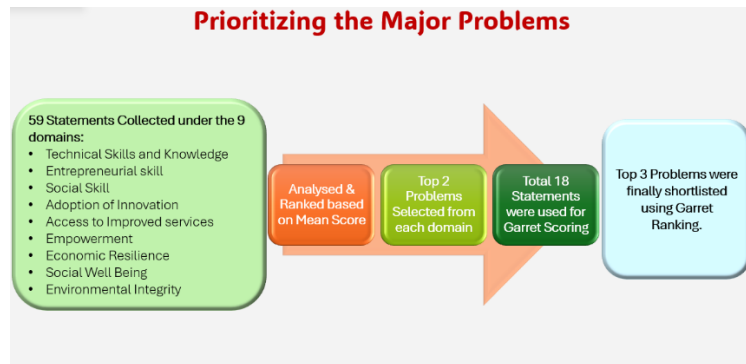 Prioritizing the Major Problems
59 Statements Collected under the 9
domains:
• Technical Skills and Knowledge
• Entrepreneurial skill
• Social Skill
• Adoption of Innovation
• Access to Improved services
• Empowerment
• Economic Resilience
• Social Well Being
• Environmental Integrity
Analysed &
Ranked based
on Mean Score
Top 2
Problems
Selected from
each domain
Total 18
Statements
were used for
Garret Scoring
Top 3 Problems were
finally shortlisted
using Garret
Ranking.